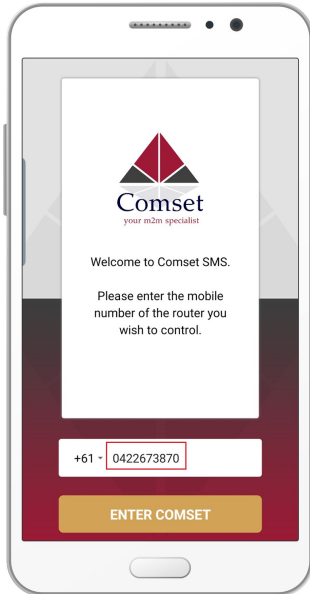 Comset
your m2m specialist
Welcome to Comset SMS.
Please enter the mobile
number of the router you
wish to control.
+61 0422673870
ENTER COMSET